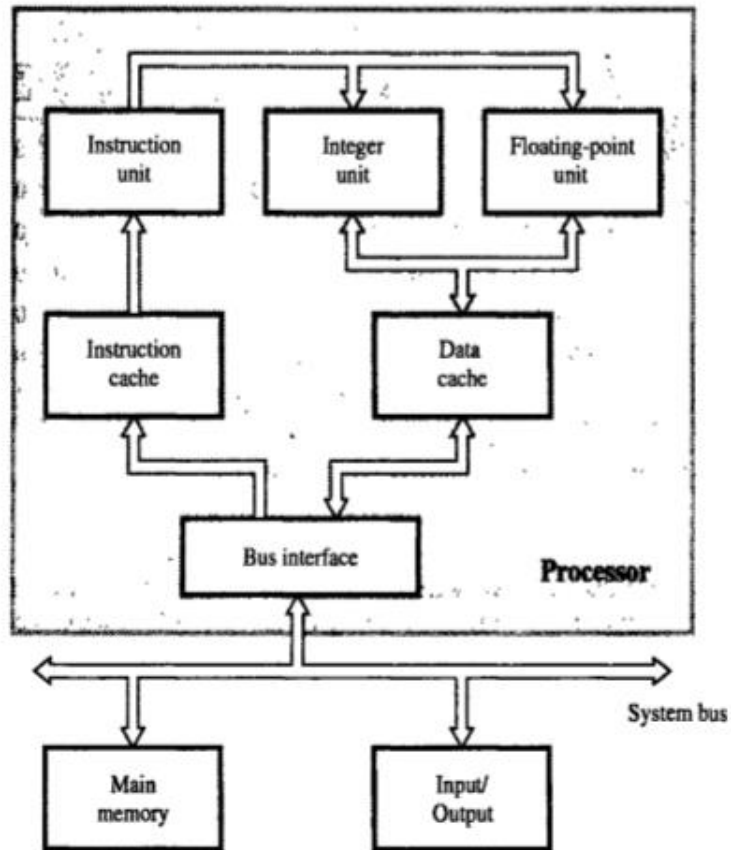 Instruction
unit
Integer
unit
Floating-point
unit
Instruction
cache
Data
cache
Bus interface
Processor
System bus
Main
memory
Input/
Output